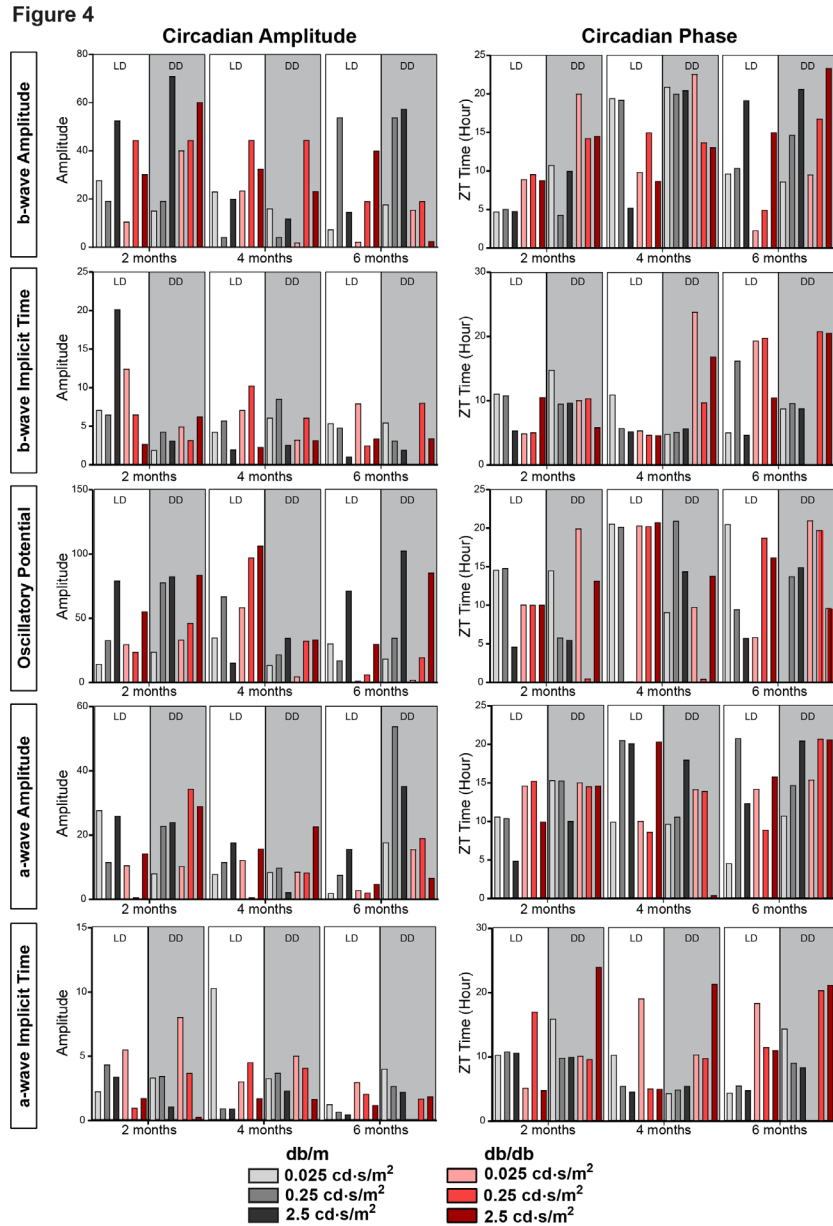 Figure 4
Circadian Amplitude
Circadian Phase
b-wave Amplitude
Amplitude
80
60
40
20
0
LD
DD
LD
DD
LD
DD
2 months
4 months
6 months
ZT Time (Hour)
25
20
15
10
5
0
LD
DD
LD
DD
LD
DD
2 months
4 months
6 months
b-wave Implicit Time
Amplitude
25
20
15
10
5
0
LD
DD
LD
DD
LD
DD
2 months
4 months
6 months
ZT Time (Hour)
30
20
10
0
LD
DD
LD
DD
LD
DD
2 months
4 months
6 months
Oscillatory Potential
Amplitude
150
100
50
0
LD
DD
LD
DD
LD
DD
2 months
4 months
6 months
ZT Time (Hour)
25
20
15
10
5
0
LD
DD
LD
DD
LD
DD
2 months
4 months
6 months
a-wave Amplitude
Amplitude
60
40
20
0
LD
DD
LD
DD
LD
DD
2 months
4 months
6 months
ZT Time (Hour)
25
20
15
10
5
0
LD
DD
LD
DD
LD
DD
2 months
4 months
6 months
a-wave Implicit Time
Amplitude
15
10
5
0
LD
DD
LD
DD
LD
DD
2 months
4 months
6 months
ZT Time (Hour)
30
20
10
0
LD
DD
LD
DD
LD
DD
2 months
4 months
6 months
db/m
0.025 cd·s/m²
0.25 cd·s/m²
2.5 cd·s/m²
db/db
0.025 cd·s/m²
0.25 cd·s/m²
2.5 cd·s/m²